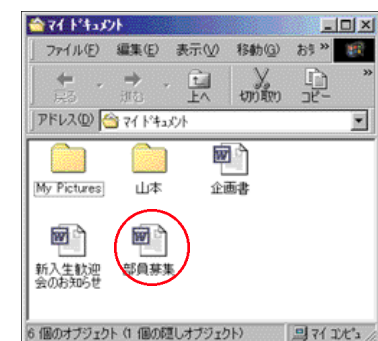 マイ ドキュメント
ファイル(F) 編集(E) 表示(V) 移動(G) お気 »
戻る 進む 上へ 切り取り コピー »
アドレス(D) マイ ドキュメント
My Pictures 山本 企画書
新入生歓迎
会のお知らせ
部員募集
6 個のオブジェクト (1 個の隠しオブジェクト) マイ コンピュ